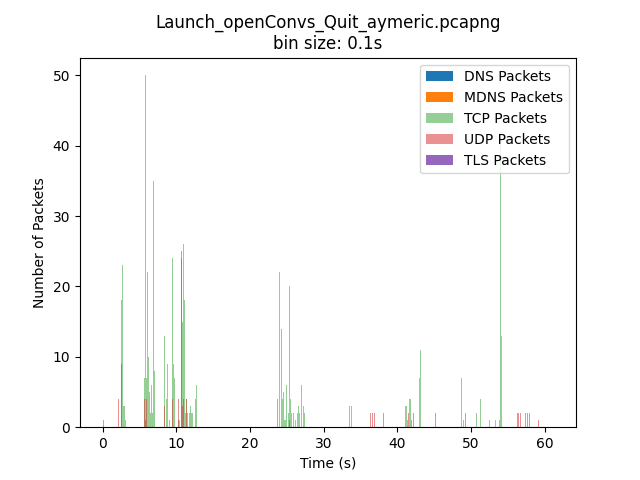 Launch_openConvs_Quit_aymeric.pcapng
bin size: 0.1s
DNS Packets
MDNS Packets
TCP Packets
UDP Packets
TLS Packets
Number of Packets
50
40
30
20
10
0
0 10 20 30 40 50 60
Time (s)